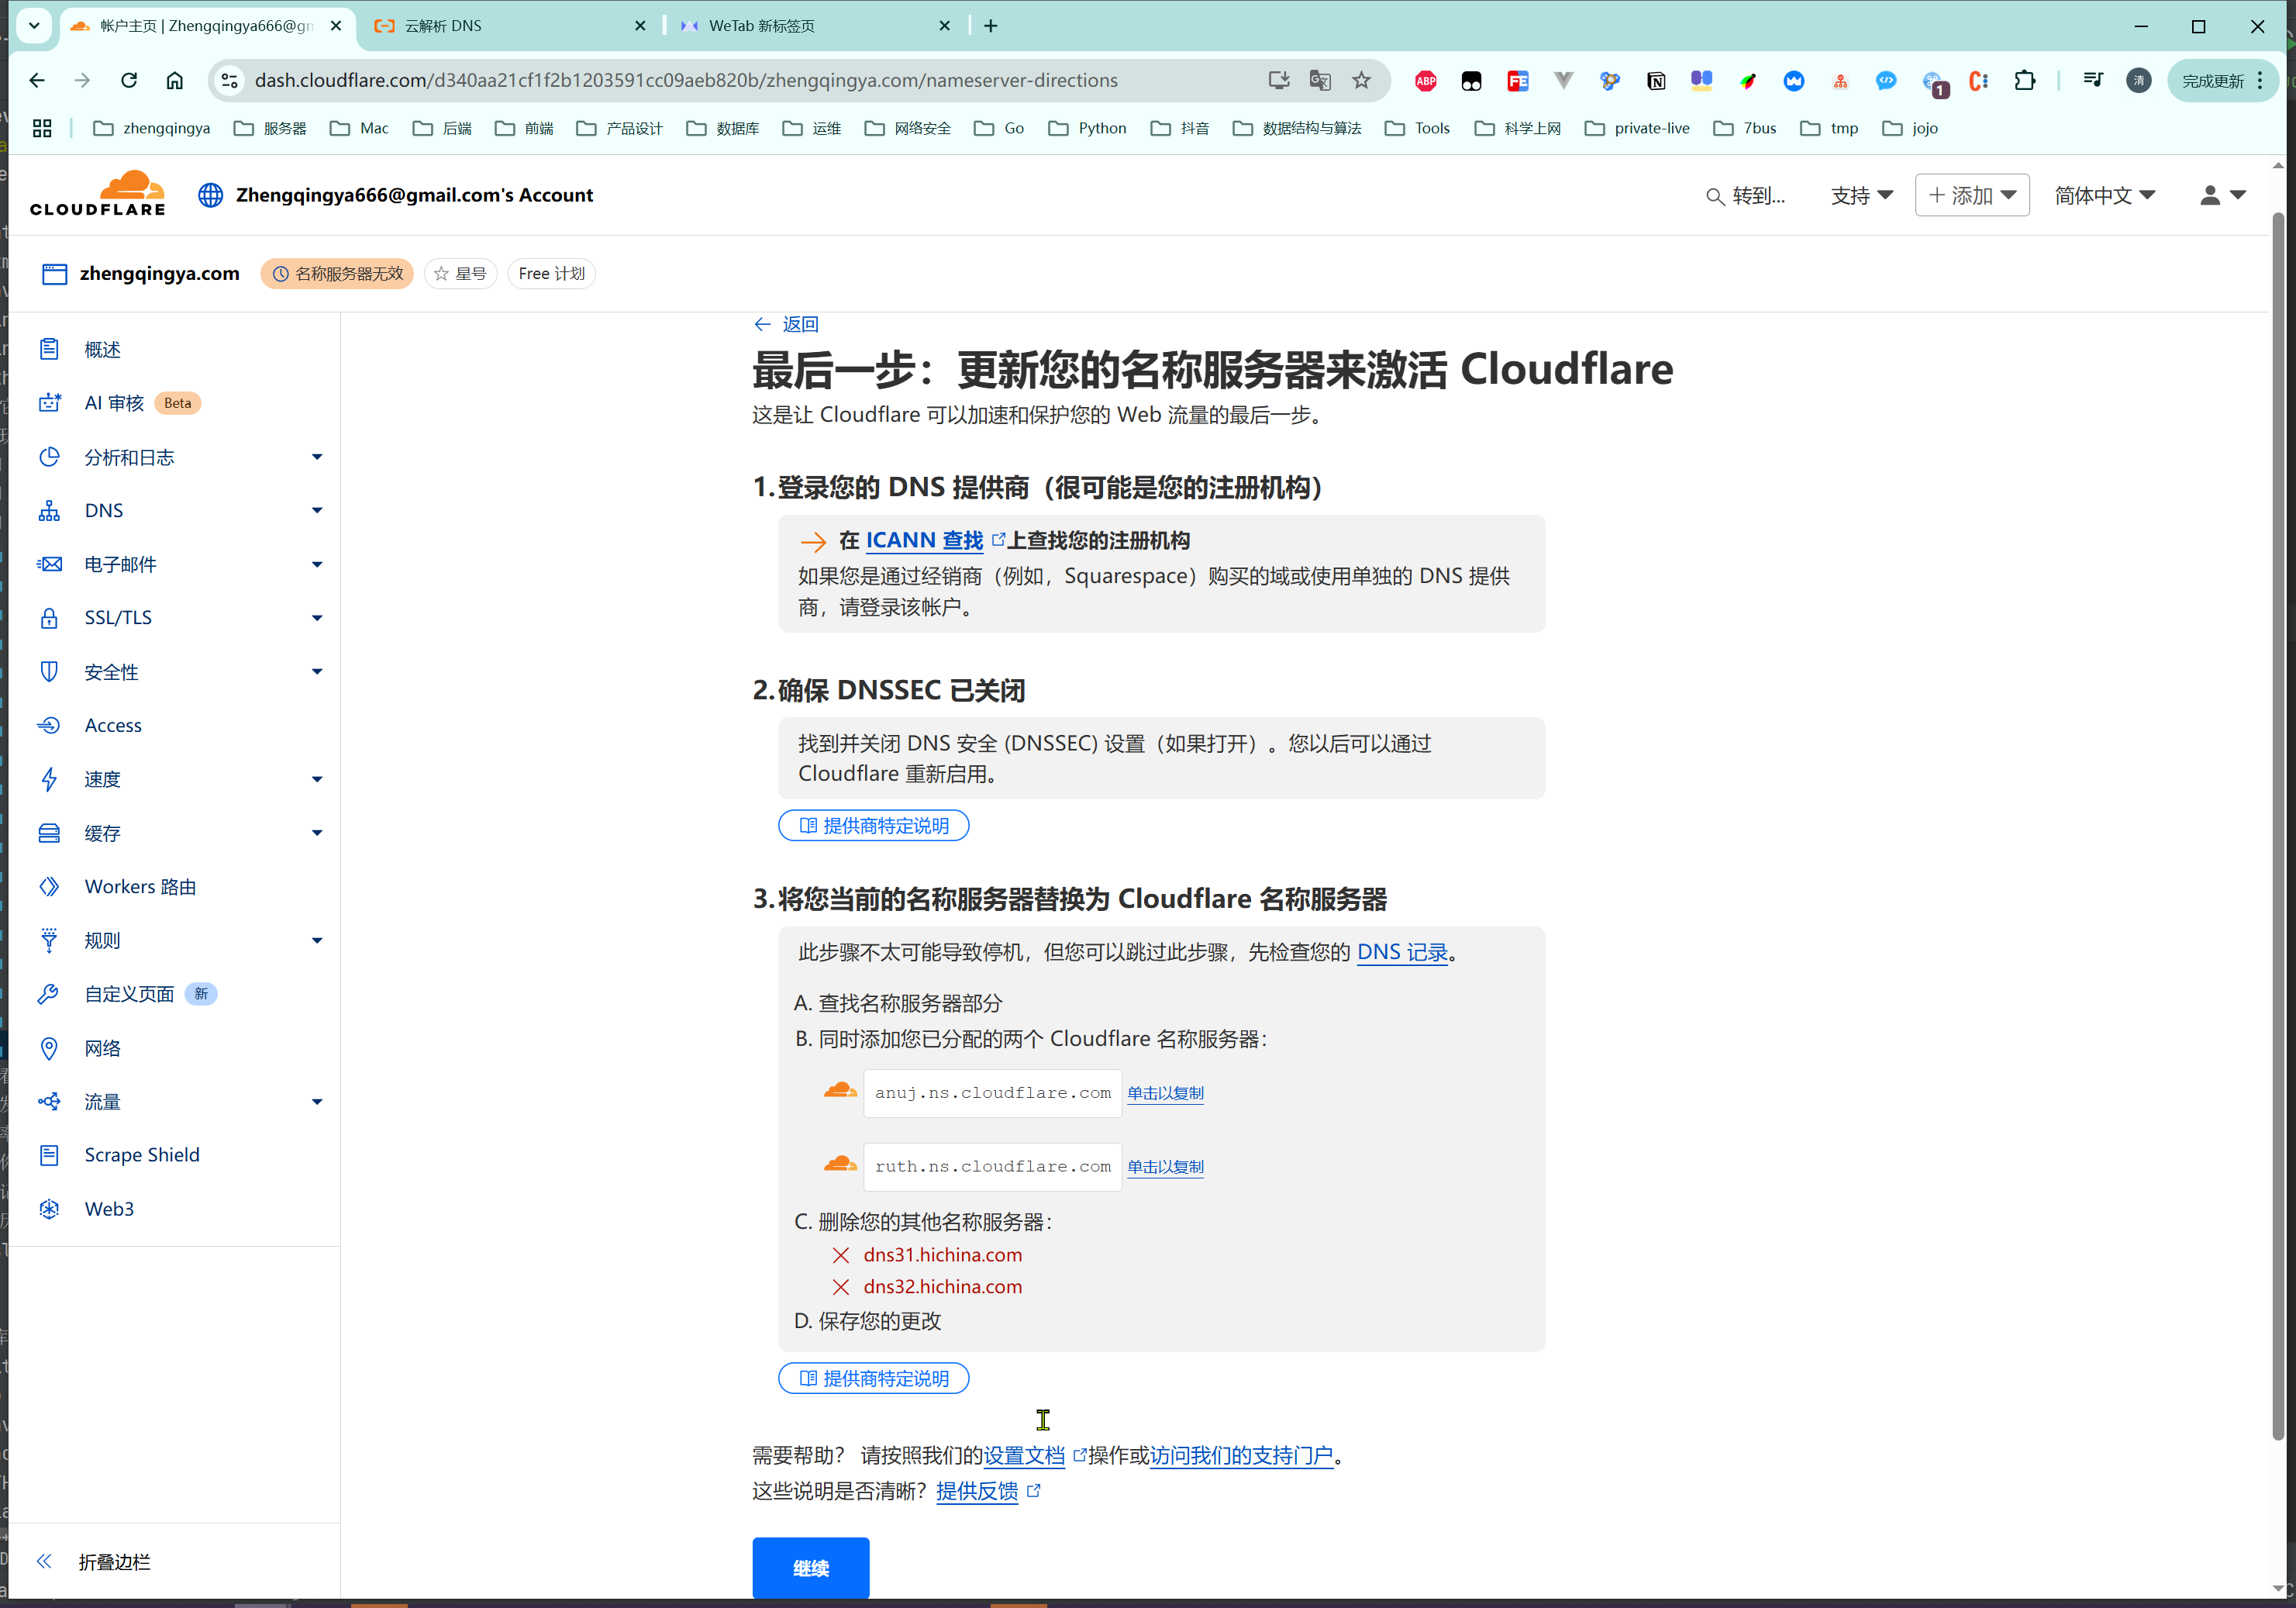 帐户主页 | Zhengqingya666@gm
云解析 DNS
WeTab 新标签页
dash.cloudflare.com/d340aa21cf1f2b1203591cc09aeb820b/zhengqingya.com/nameserver-directions
ABP
FE
1
清
完成更新
zhengqingya
服务器
Mac
后端
前端
产品设计
数据库
运维
网络安全
Go
Python
抖音
数据结构与算法
Tools
科学上网
private-live
7bus
tmp
jojo
CLOUDFLARE
Zhengqingya666@gmail.com's Account
转到...
支持
添加
简体中文
zhengqingya.com
名称服务器无效
星号
Free 计划
概述
AI 审核 Beta
分析和日志
DNS
电子邮件
SSL/TLS
安全性
Access
速度
缓存
Workers 路由
规则
自定义页面 新
网络
流量
Scrape Shield
Web3
折叠边栏
返回
最后一步：更新您的名称服务器来激活 Cloudflare
这是让 Cloudflare 可以加速和保护您的 Web 流量的最后一步。
1.登录您的 DNS 提供商（很可能是您的注册机构）
在 ICANN 查找 上查找您的注册机构
如果您是通过经销商（例如，Squarespace）购买的域或使用单独的 DNS 提供
商，请登录该帐户。
2.确保 DNSSEC 已关闭
找到并关闭 DNS 安全 (DNSSEC) 设置（如果打开）。您以后可以通过
Cloudflare 重新启用。
提供商特定说明
3.将您当前的名称服务器替换为 Cloudflare 名称服务器
此步骤不太可能导致停机，但您可以跳过此步骤，先检查您的 DNS 记录。
A. 查找名称服务器部分
B. 同时添加您已分配的两个 Cloudflare 名称服务器：
anuj.ns.cloudflare.com 单击以复制
ruth.ns.cloudflare.com 单击以复制
C. 删除您的其他名称服务器：
dns31.hichina.com
dns32.hichina.com
D. 保存您的更改
提供商特定说明
需要帮助？ 请按照我们的设置文档 操作或访问我们的支持门户。
这些说明是否清晰？提供反馈
继续